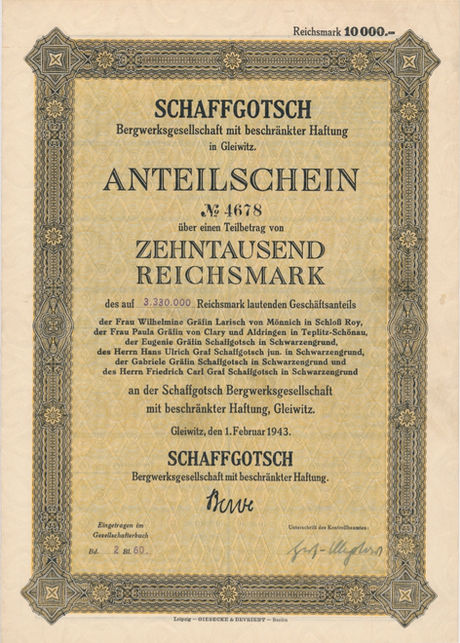 Reichsmark 10 000.-
SCHAFFGOTSCH
Bergwerksgesellschaft mit beschränkter Haftung
in Gleiwitz.
ANTEILSCHEIN
№ 4678
über einen Teilbetrag von
ZEHNTAUSEND
REICHSMARK
des auf 3.330.000 Reichsmark lautenden Geschäftsanteils
der Frau Wilhelmine Gräfin Larisch von Mönnich in Schloß Roy,
der Frau Paula Gräfin von Clary und Aldringen in Teplitz-Schönau,
der Eugenie Gräfin Schaffgotsch in Schwarzengrund,
des Herrn Hans Ulrich Graf Schaffgotsch jun. in Schwarzengrund,
der Gabriele Gräfin Schaffgotsch in Schwarzengrund und
des Herrn Friedrich Carl Graf Schaffgotsch in Schwarzengrund
an der Schaffgotsch Bergwerksgesellschaft
mit beschränkter Haftung, Gleiwitz.
Gleiwitz, den 1. Februar 1943.
SCHAFFGOTSCH
Bergwerksgesellschaft mit beschränkter Haftung.
Eingetragen im
Gesellschafterbuch
Bd. 2 Bl. 60.
Unterschrift des Kontrollbeamten:
Leipzig — GIESECKE & DEVRIENT — Berlin